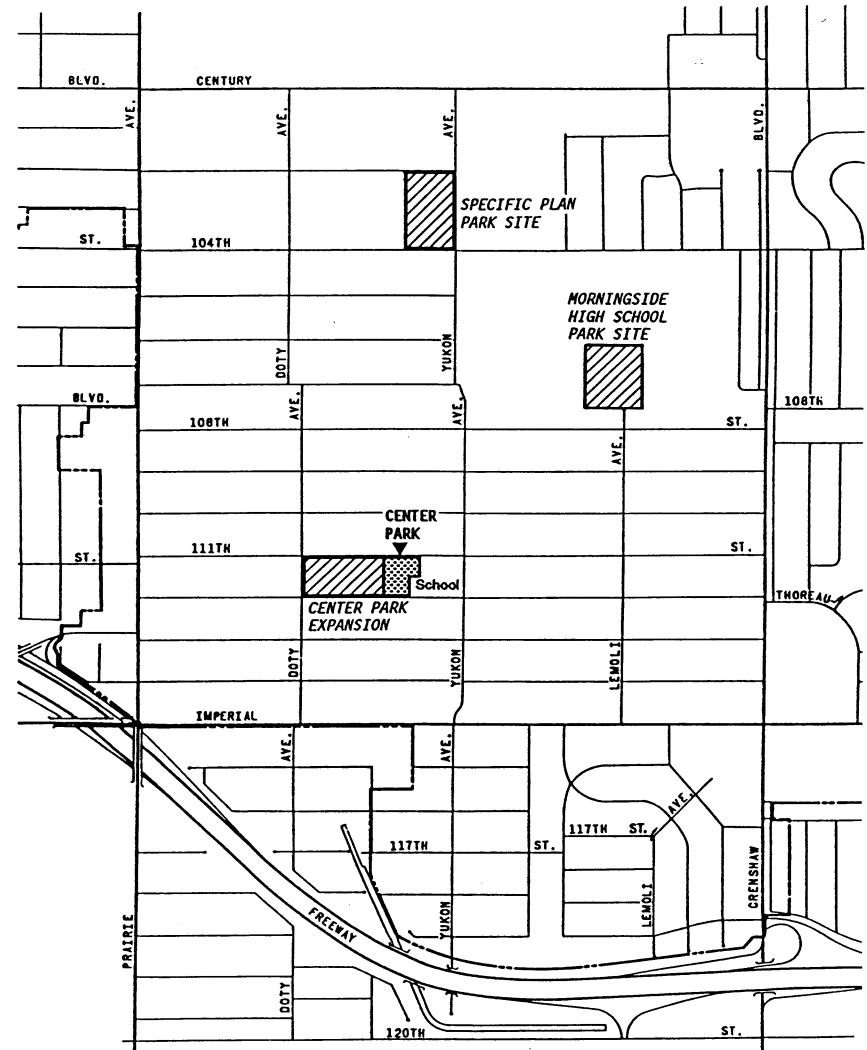 BLVD.
CENTURY
AVE.
AVE.
AVE.
BLVD.
SPECIFIC PLAN
PARK SITE
ST.
104TH
MORNINGSIDE
HIGH SCHOOL
PARK SITE
DOTY
YUKON
BLVD.
AVE.
AVE.
108TH
108TH
ST.
AVE.
CENTER
PARK
ST.
111TH
ST.
School
CENTER PARK
EXPANSION
THOREAU
DOTY
YUKON
LEMOLI
IMPERIAL
AVE.
AVE.
AVE.
117TH
ST.
117TH ST.
CRENSHAW
LEMOLI
FREEWAY
YUKON
PRAIRIE
DOTY
120TH
ST.